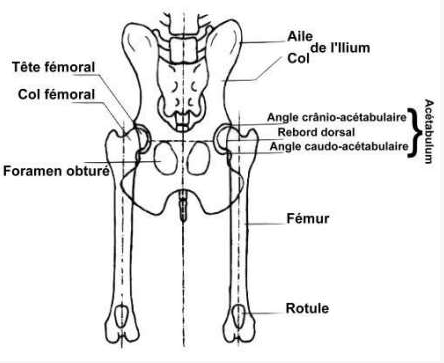 Aile
de l'Ilium
Col
Tête fémoral
Col fémoral
Foramen obturé
Angle crânio-acétabulaire
Rebord dorsal
Angle caudo-acétabulaire
Acétabulum
Fémur
Rotule